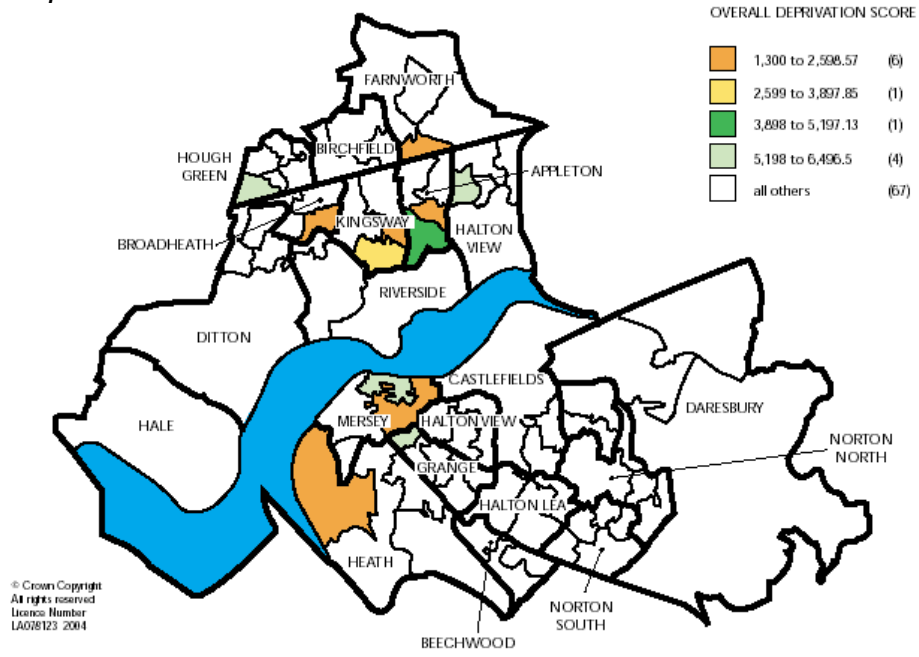 OVERALL DEPRIVATION SCORE
1,300 to 2,598.57 (6)
2,599 to 3,897.85 (1)
3,898 to 5,197.13 (1)
5,198 to 6,496.5 (4)
all others (67)
FARNWORTH
HOUGH
GREEN
BIRCHFIELD
APPLETON
BROADHEATH
KINGSWAY
HALTON
VIEW
RIVERSIDE
DITTON
CASTLEFIELDS
DARESBURY
HALE
MERSEY
HALTON VIEW
NORTON
NORTH
GRANGE
HALTON LEA
HEATH
NORTON
SOUTH
BEECHWOOD
© Crown Copyright
All rights reserved
Licence Number
LA078123 2004